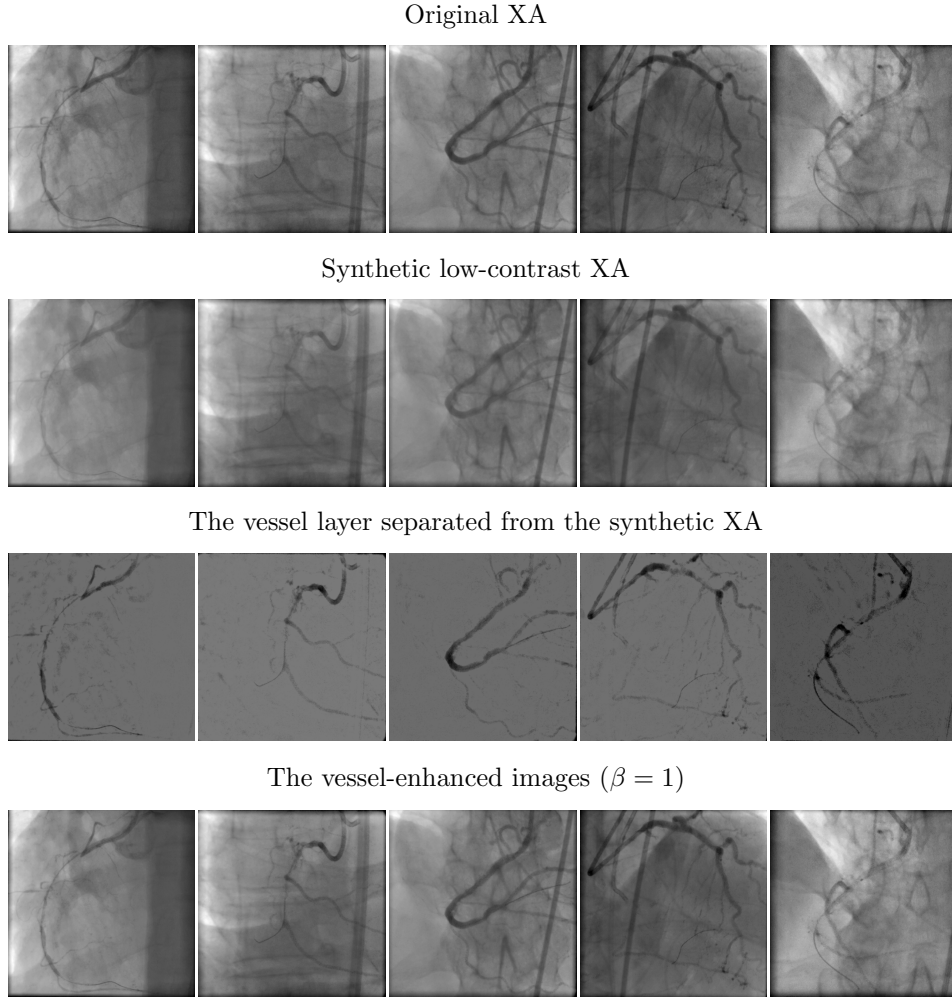 Original XA
Synthetic low-contrast XA
The vessel layer separated from the synthetic XA
The vessel-enhanced images (β = 1)